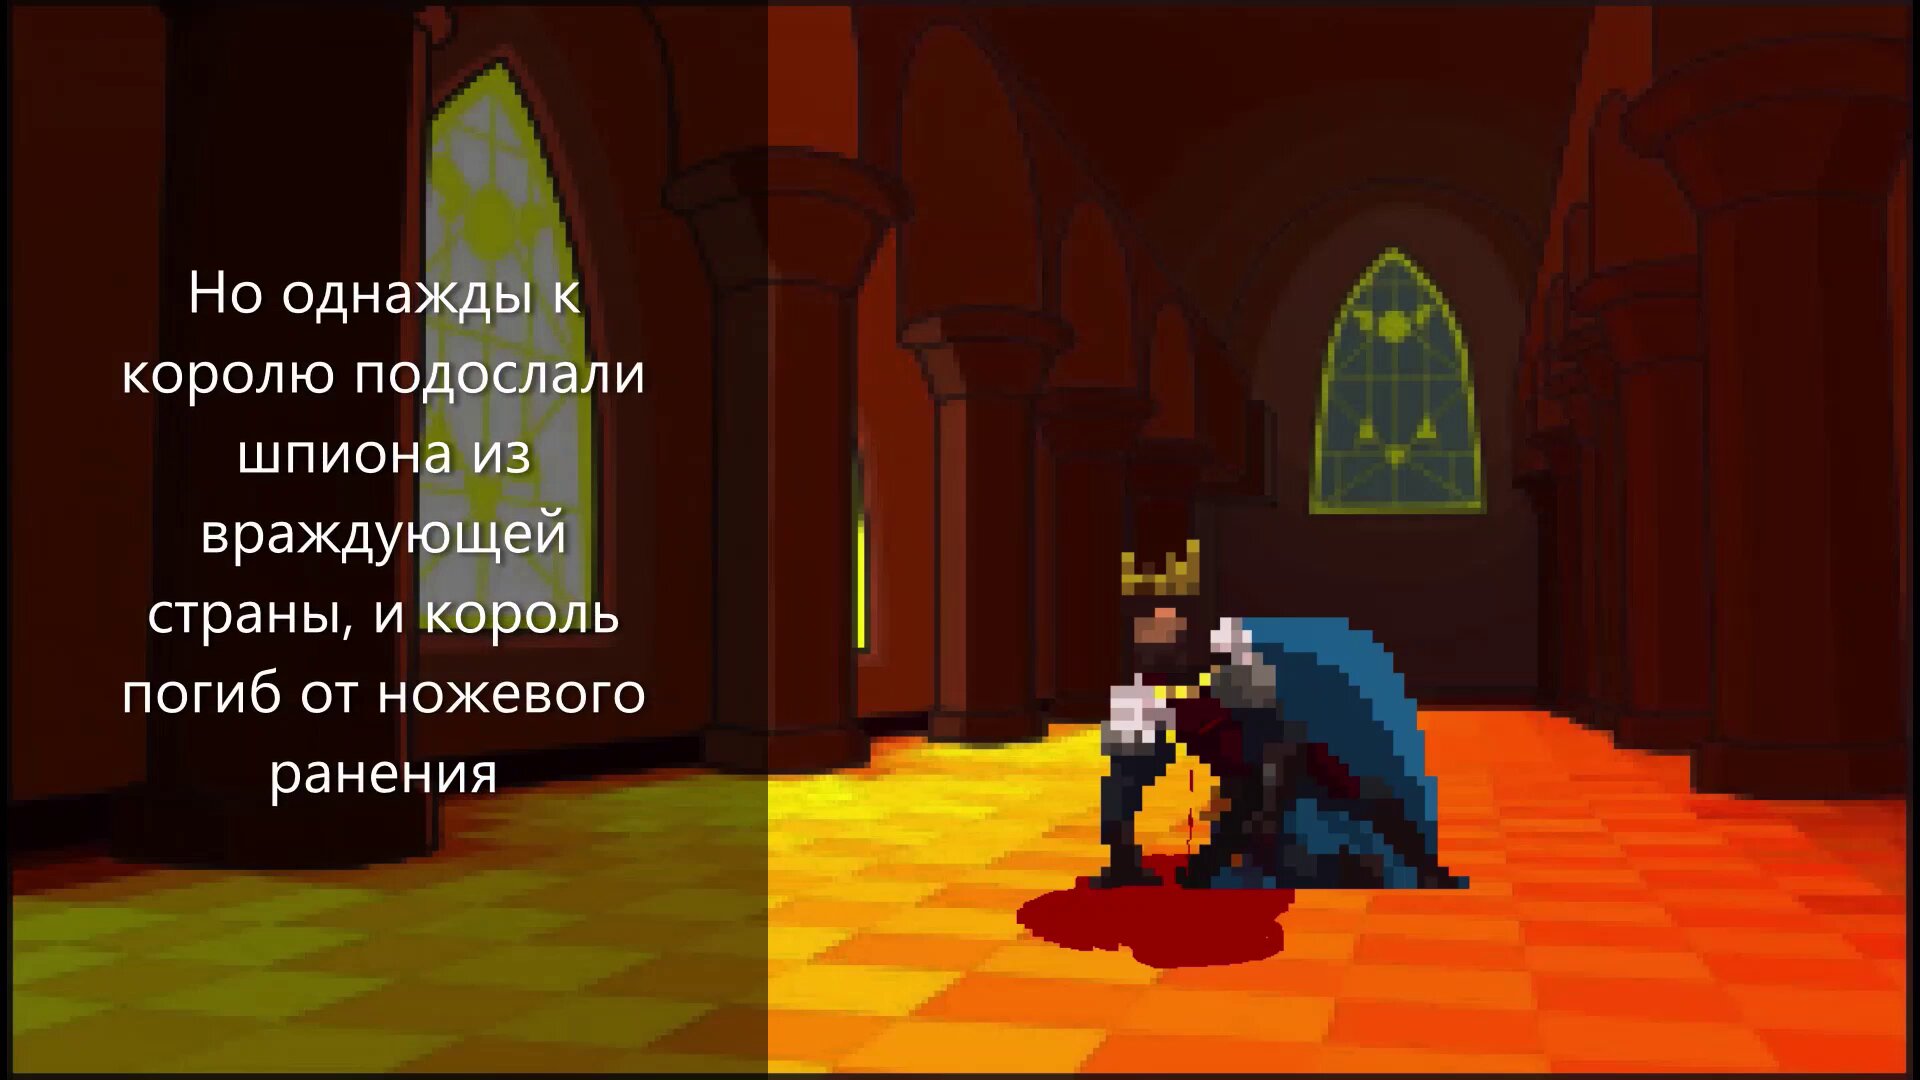 Но однажды к
королю подослали
шпиона из
враждующей
страны, и король
погиб от ножевого
ранения